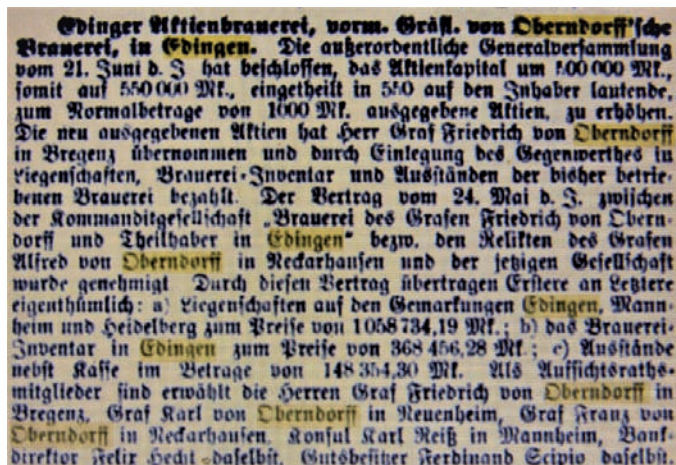 Edinger Aktienbrauerei, vorm. Gräfl. von Oberndorff'sche
Brauerei, in Edingen. Die außerordentliche Generalversammlung
vom 21. Juni d. J hat beschlossen, das Aktienkapital um 500 000 Mk.,
somit auf 550 000 Mk., eingetheilt in 550 auf den Inhaber lautende,
zum Normalbetrage von 1000 Mk. ausgegebene Aktien, zu erhöhen.
Die neu ausgegebenen Aktien hat Herr Graf Friedrich von Oberndorff
in Bregenz übernommen und durch Einlegung des Gegenwerthes in
Liegenschaften, Brauerei-Inventar und Ausständen der bisher betrie-
benen Brauerei bezahlt. Der Vertrag vom 24. Mai d. J. zwischen
der Kommanditgesellschaft „Brauerei des Grafen Friedrich von Obern-
dorff und Theilhaber in Edingen" bezw. den Relikten des Grafen
Alfred von Oberndorff in Neckarhausen und der jetzigen Gesellschaft
wurde genehmigt Durch diesen Vertrag übertragen Erstere an Letztere
eigenthümlich: a) Liegenschaften auf den Gemarkungen Edingen, Mann-
heim und Heidelberg zum Preise von 1 058 734,19 Mk.; b) das Brauerei-
Inventar in Edingen zum Preise von 368 456,28 Mk.; c) Ausstände
nebst Kasse im Betrage von 148 354,30 Mk. Als Aufsichtsraths-
mitglieder sind erwählt die Herren Graf Friedrich von Oberndorff in
Bregenz, Graf Karl von Oberndorff in Neuenheim, Graf Franz von
Oberndorff in Neckarhausen, Konsul Karl Reiß in Mannheim, Bank-
direktor Felix Hecht daselbst, Gutsbesitzer Ferdinand Scipio daselbst.